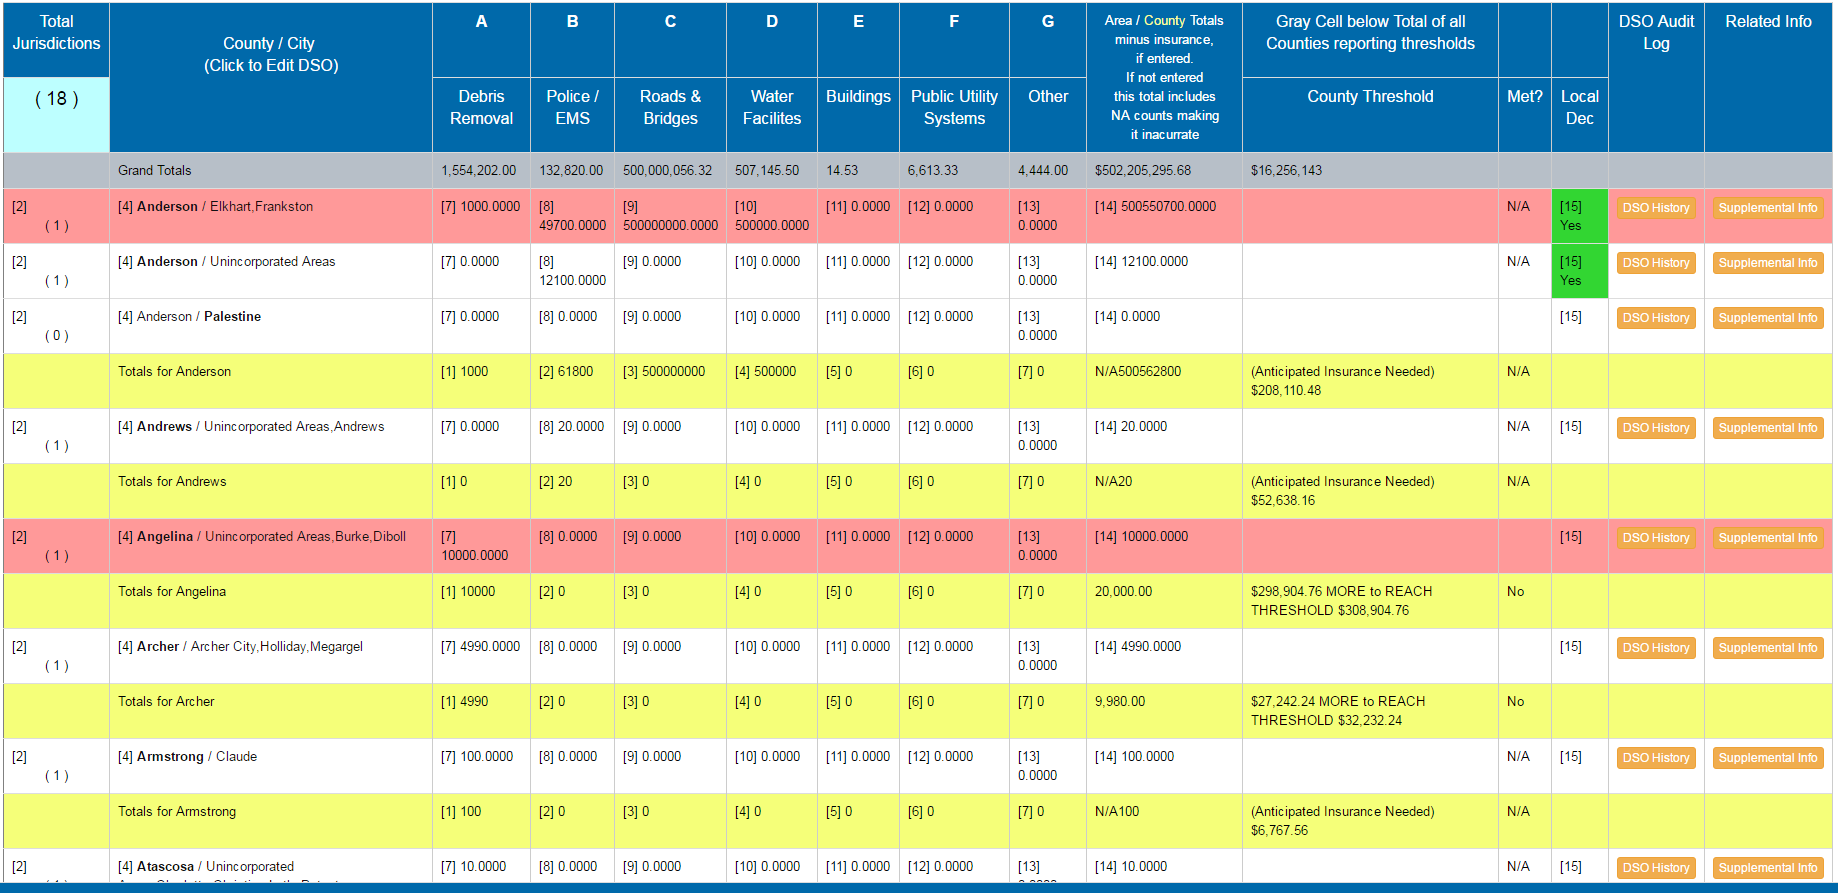 Total Jurisdictions
( 18 )
County / City
(Click to Edit DSO)
A
B
C
D
E
F
G
Area / County Totals
minus insurance,
if entered.
If not entered
this total includes
NA counts making
it inacurrate
Gray Cell below Total of all
Counties reporting thresholds
DSO Audit
Log
Related Info
Debris
Removal
Police /
EMS
Roads &
Bridges
Water
Facilites
Buildings
Public Utility
Systems
Other
County Threshold
Met?
Local
Dec
Grand Totals 1,554,202.00 132,820.00 500,000,056.32 507,145.50 14.53 6,613.33 4,444.00 $502,205,295.68 $16,256,143
[2] [4] Anderson / Elkhart,Frankston [7] 1000.0000 [8] [9] [10] [11] 0.0000 [12] 0.0000 [13] [14] 500550700.0000 N/A [15] DSO History Supplemental Info
( 1 ) 49700.0000 500000000.0000 500000.0000 0.0000 Yes
[2] [4] Anderson / Unincorporated Areas [7] 0.0000 [8] [9] 0.0000 [10] 0.0000 [11] 0.0000 [12] 0.0000 [13] [14] 12100.0000 N/A [15] DSO History Supplemental Info
( 1 ) 12100.0000 0.0000 Yes
[2] [4] Anderson / Palestine [7] 0.0000 [8] 0.0000 [9] 0.0000 [10] 0.0000 [11] 0.0000 [12] 0.0000 [13] [14] 0.0000 [15] DSO History Supplemental Info
( 0 ) 0.0000
Totals for Anderson [1] 1000 [2] 61800 [3] 500000000 [4] 500000 [5] 0 [6] 0 [7] 0 N/A500562800 (Anticipated Insurance Needed) N/A
$208,110.48
[2] [4] Andrews / Unincorporated Areas,Andrews [7] 0.0000 [8] 20.0000 [9] 0.0000 [10] 0.0000 [11] 0.0000 [12] 0.0000 [13] [14] 20.0000 N/A [15] DSO History Supplemental Info
( 1 ) 0.0000
Totals for Andrews [1] 0 [2] 20 [3] 0 [4] 0 [5] 0 [6] 0 [7] 0 N/A20 (Anticipated Insurance Needed) N/A
$52,638.16
[2] [4] Angelina / Unincorporated Areas,Burke,Diboll [7] [8] 0.0000 [9] 0.0000 [10] 0.0000 [11] 0.0000 [12] 0.0000 [13] [14] 10000.0000 [15] DSO History Supplemental Info
( 1 ) 10000.0000 0.0000
Totals for Angelina [1] 10000 [2] 0 [3] 0 [4] 0 [5] 0 [6] 0 [7] 0 20,000.00 $298,904.76 MORE to REACH No
THRESHOLD $308,904.76
[2] [4] Archer / Archer City,Holliday,Megargel [7] 4990.0000 [8] 0.0000 [9] 0.0000 [10] 0.0000 [11] 0.0000 [12] 0.0000 [13] [14] 4990.0000 [15] DSO History Supplemental Info
( 1 ) 0.0000
Totals for Archer [1] 4990 [2] 0 [3] 0 [4] 0 [5] 0 [6] 0 [7] 0 9,980.00 $27,242.24 MORE to REACH No
THRESHOLD $32,232.24
[2] [4] Armstrong / Claude [7] 100.0000 [8] 0.0000 [9] 0.0000 [10] 0.0000 [11] 0.0000 [12] 0.0000 [13] [14] 100.0000 N/A [15] DSO History Supplemental Info
( 1 ) 0.0000
Totals for Armstrong [1] 100 [2] 0 [3] 0 [4] 0 [5] 0 [6] 0 [7] 0 N/A100 (Anticipated Insurance Needed) N/A
$6,767.56
[2] [4] Atascosa / Unincorporated [7] 10.0000 [8] 0.0000 [9] 0.0000 [10] 0.0000 [11] 0.0000 [12] 0.0000 [13] [14] 10.0000 N/A [15] DSO History Supplemental Info